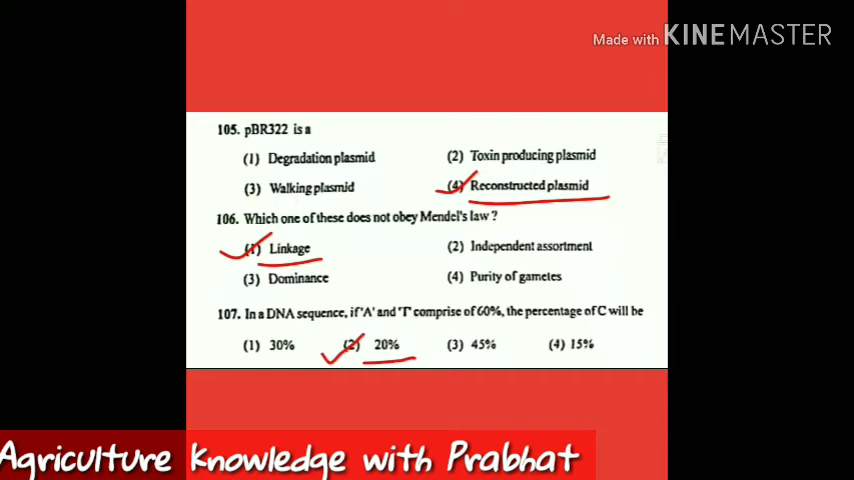 Made with KINEMASTER
105. pBR322 is a
(1) Degradation plasmid (2) Toxin producing plasmid
(3) Walking plasmid (4) Reconstructed plasmid
106. Which one of these does not obey Mendel's law?
(1) Linkage (2) Independent assortment
(3) Dominance (4) Purity of gametes
107. In a DNA sequence, if 'A' and 'T' comprise of 60%, the percentage of C will be
(1) 30% (2) 20% (3) 45% (4) 15%
Agriculture Knowledge with Prabhat